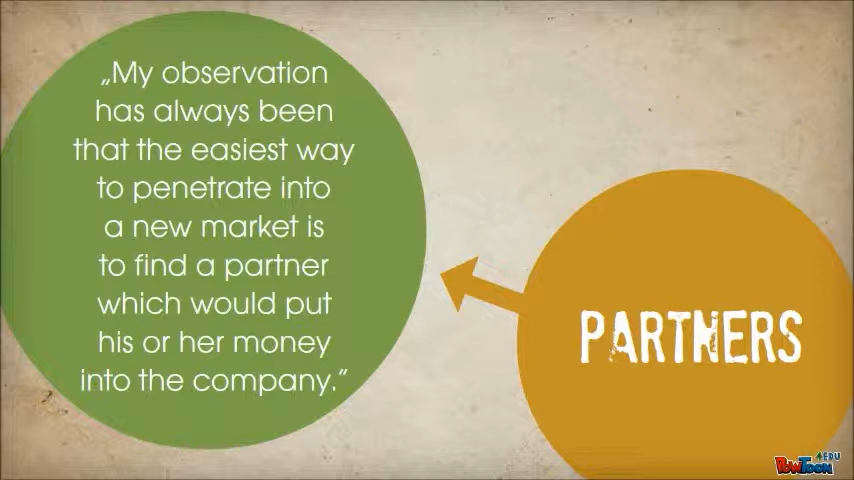 „My observation
has always been
that the easiest way
to penetrate into
a new market is
to find a partner
which would put
his or her money
into the company.”
PARTNERS
EDU
POWTOON